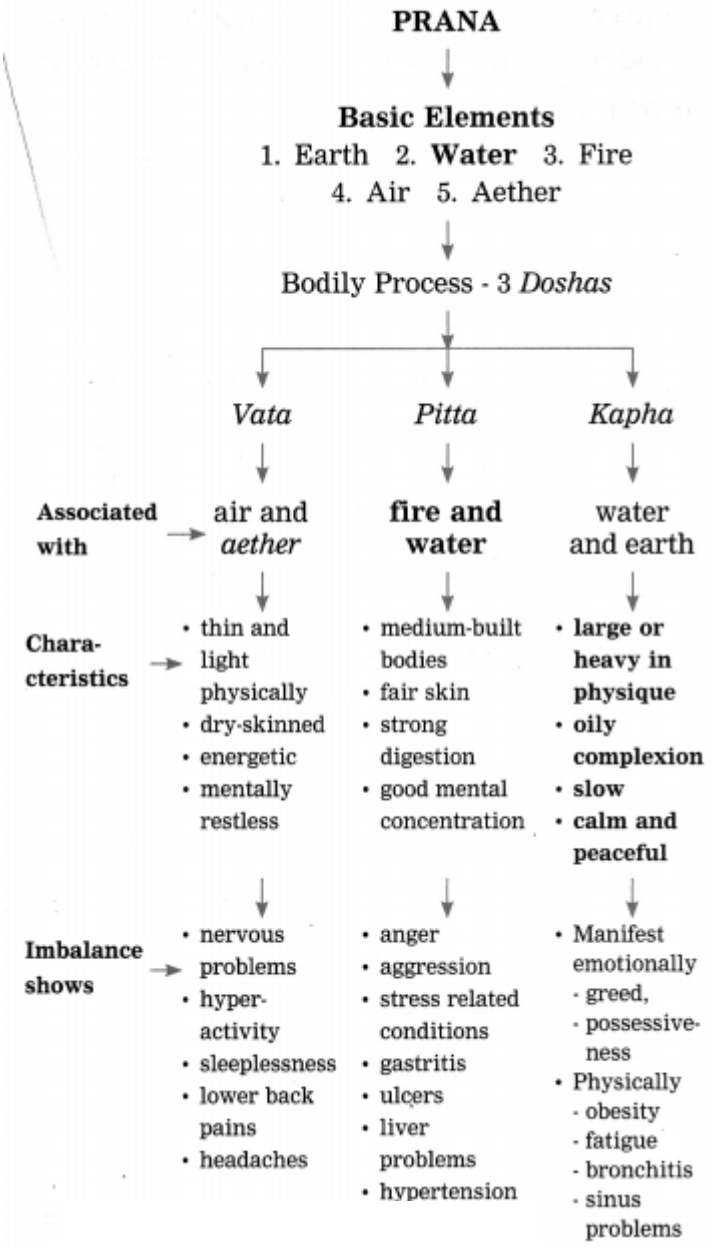 PRANA
Basic Elements
1. Earth 2. Water 3. Fire
4. Air 5. Aether
Bodily Process - 3 Doshas
Vata Pitta Kapha
Associated with
air and
aether
fire and
water
water
and earth
Chara-
cteristics
• thin and
light
physically
• dry-skinned
• energetic
• mentally
restless
• medium-built
bodies
• fair skin
• strong
digestion
• good mental
concentration
• large or
heavy in
physique
• oily
complexion
• slow
• calm and
peaceful
Imbalance
shows
• nervous
problems
• hyper-
activity
• sleeplessness
• lower back
pains
• headaches
• anger
• aggression
• stress related
conditions
• gastritis
• ulcers
• liver
problems
• hypertension
• Manifest
emotionally
- greed,
- possessive-
ness
• Physically
- obesity
- fatigue
- bronchitis
- sinus
problems